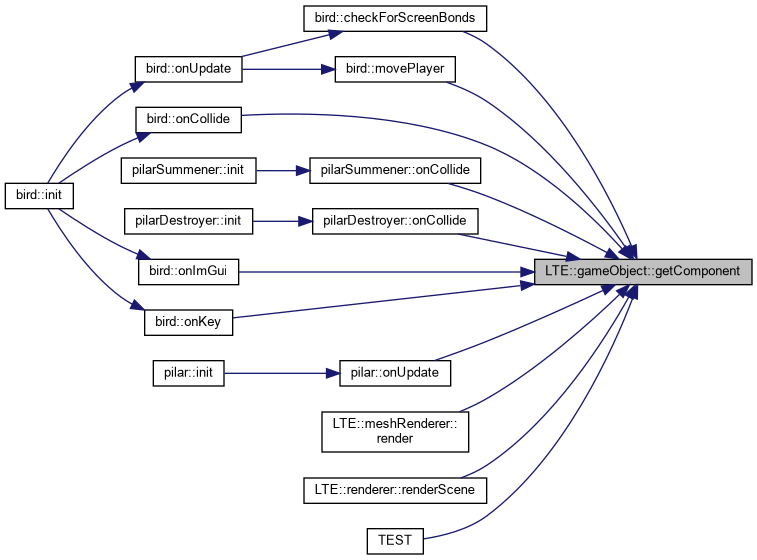 bird::checkForScreenBonds
bird::onUpdate
bird::movePlayer
bird::onCollide
pilarSummener::init
pilarSummener::onCollide
bird::init
pilarDestroyer::init
pilarDestroyer::onCollide
bird::onImGui
LTE::gameObject::getComponent
bird::onKey
pilar::init
pilar::onUpdate
LTE::meshRenderer::
render
LTE::renderer::renderScene
TEST